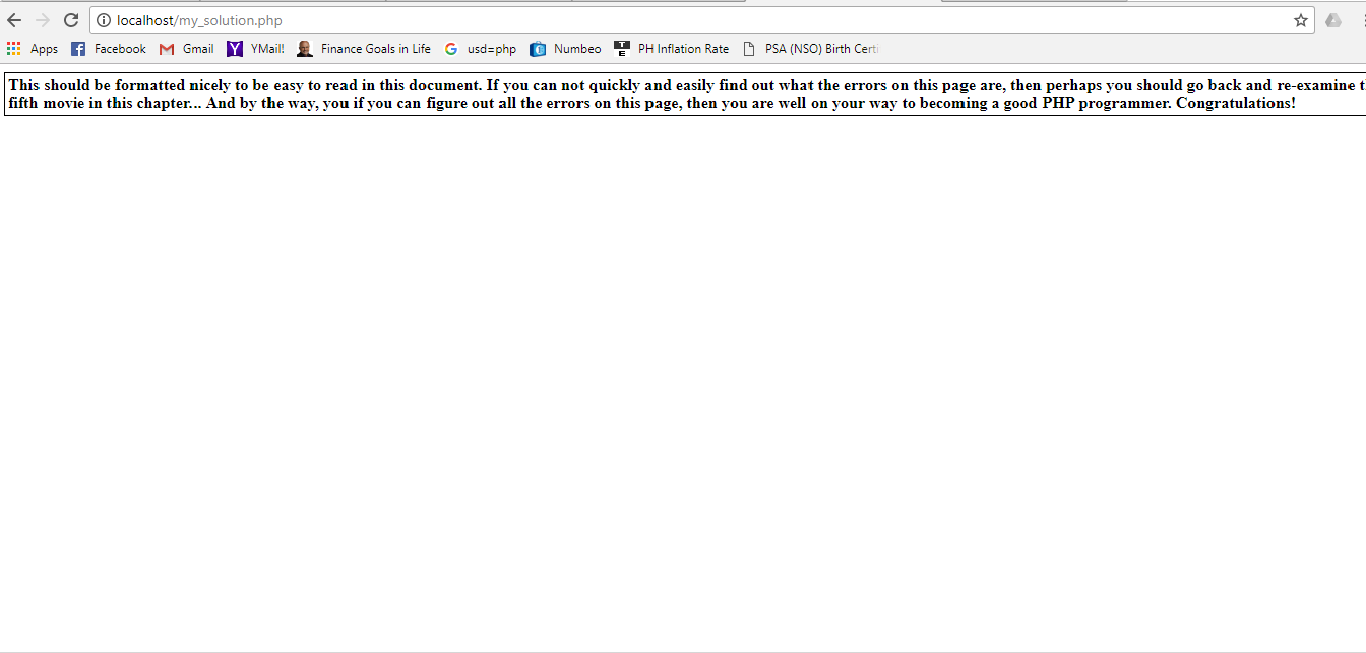 localhost/my_solution.php
Apps Facebook Gmail YMail! Finance Goals in Life usd=php Numbeo PH Inflation Rate PSA (NSO) Birth Certi
This should be formatted nicely to be easy to read in this document. If you can not quickly and easily find out what the errors on this page are, then perhaps you should go back and re-examine t
fifth movie in this chapter... And by the way, you if you can figure out all the errors on this page, then you are well on your way to becoming a good PHP programmer. Congratulations!